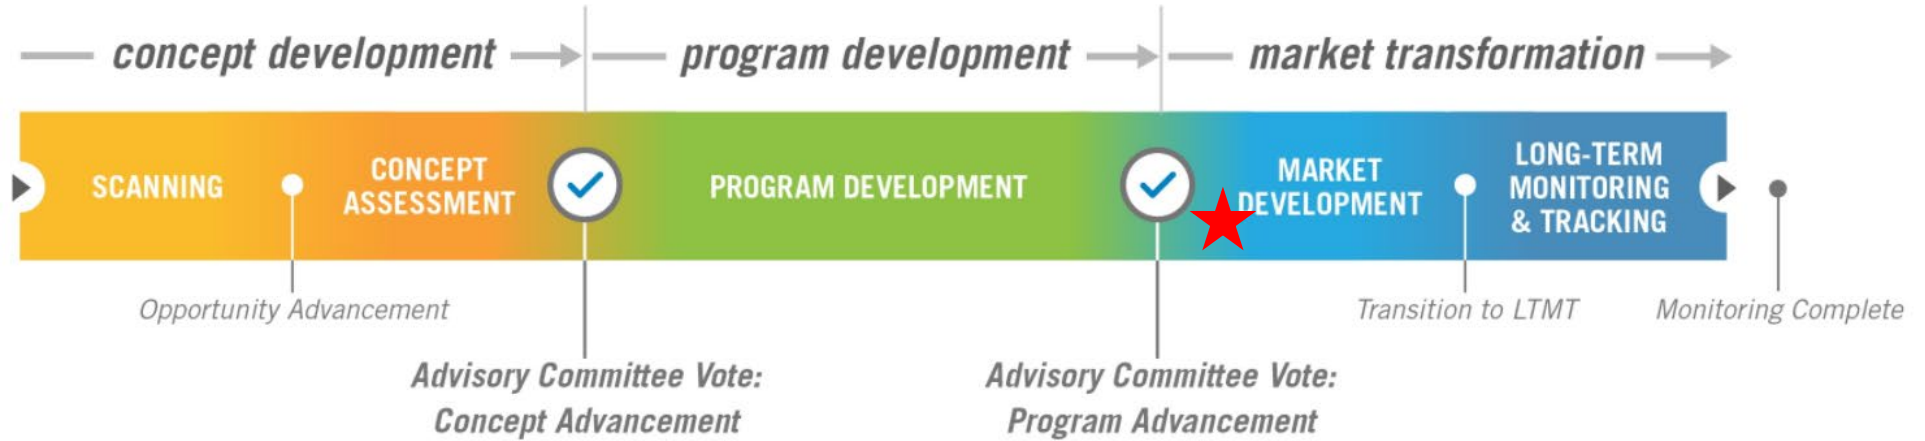 concept development
program development
market transformation
SCANNING
CONCEPT
ASSESSMENT
PROGRAM DEVELOPMENT
MARKET
DEVELOPMENT
LONG-TERM
MONITORING
& TRACKING
Opportunity Advancement
Transition to LTMT
Monitoring Complete
Advisory Committee Vote:
Concept Advancement
Advisory Committee Vote:
Program Advancement